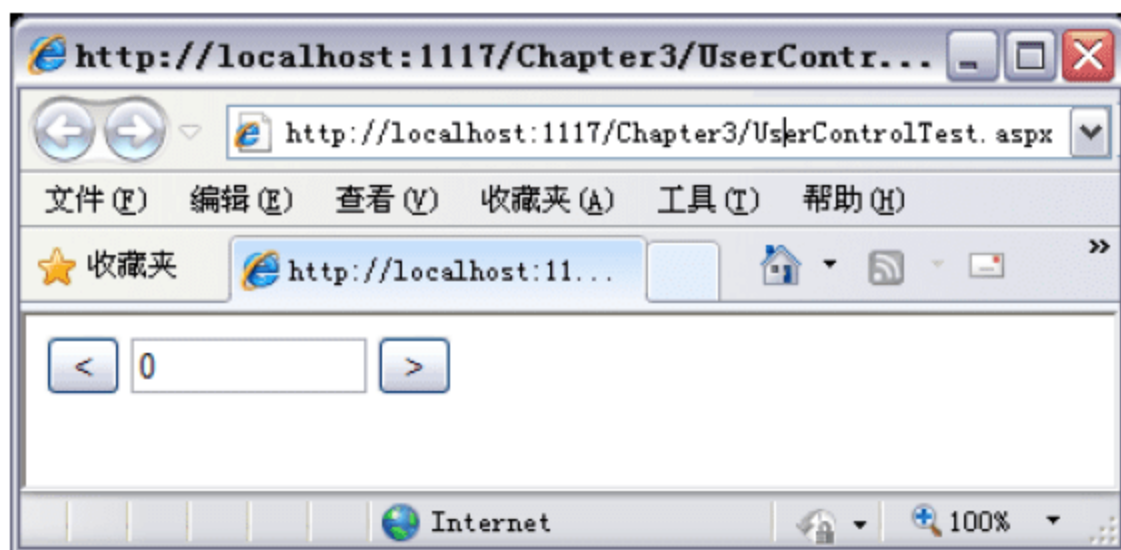 http://localhost:1117/Chapter3/UserContr...
http://localhost:1117/Chapter3/UserControlTest.aspx
文件(F) 编辑(E) 查看(V) 收藏夹(A) 工具(T) 帮助(H)
收藏夹 http://localhost:11... »
< 0 >
Internet 100%